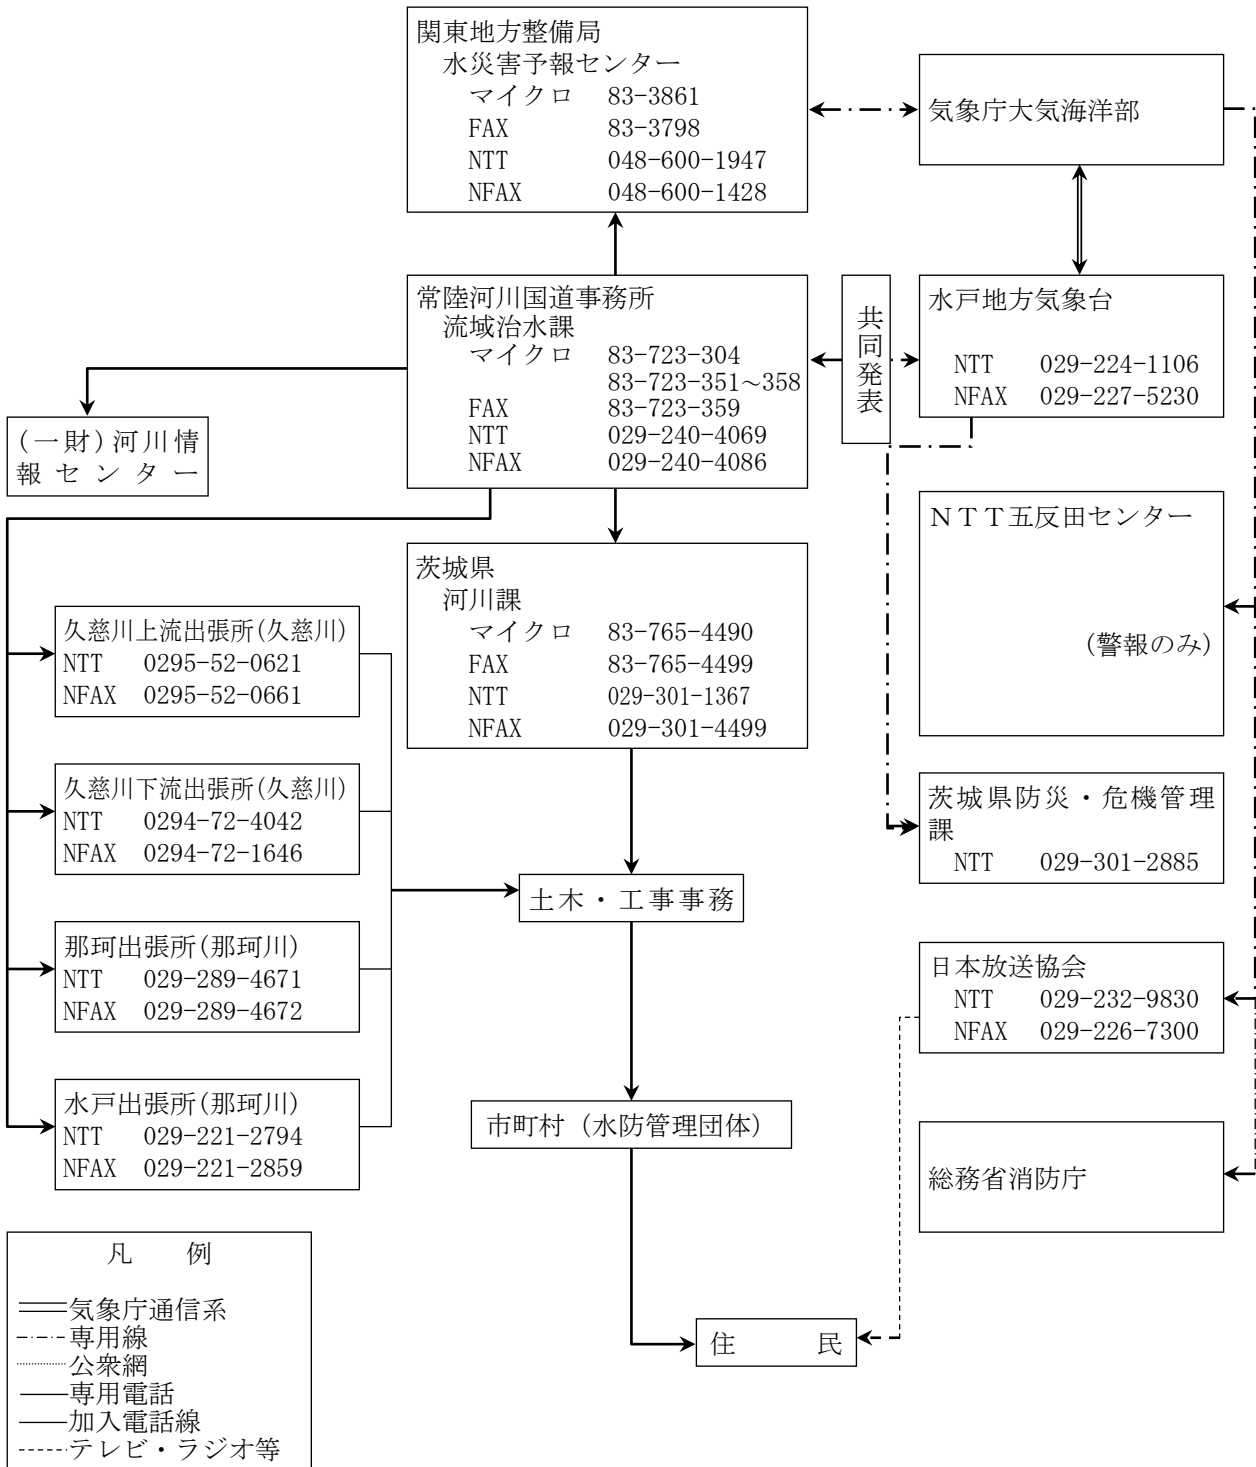 関東地方整備局
水災害予報センター
マイクロ 83-3861
FAX 83-3798
NTT 048-600-1947
NFAX 048-600-1428
気象庁大気海洋部
常陸河川国道事務所
流域治水課
マイクロ 83-723-304
83-723-351～358
FAX 83-723-359
NTT 029-240-4069
NFAX 029-240-4086
共同発表
水戸地方気象台
NTT 029-224-1106
NFAX 029-227-5230
(一財)河川情
報センター
NTT五反田センター
(警報のみ)
茨城県
河川課
マイクロ 83-765-4490
FAX 83-765-4499
NTT 029-301-1367
NFAX 029-301-4499
久慈川上流出張所(久慈川)
NTT 0295-52-0621
NFAX 0295-52-0661
久慈川下流出張所(久慈川)
NTT 0294-72-4042
NFAX 0294-72-1646
茨城県防災・危機管理
課
NTT 029-301-2885
土木・工事事務
那珂出張所(那珂川)
NTT 029-289-4671
NFAX 029-289-4672
日本放送協会
NTT 029-232-9830
NFAX 029-226-7300
水戸出張所(那珂川)
NTT 029-221-2794
NFAX 029-221-2859
市町村（水防管理団体）
総務省消防庁
住　　民
凡　　例
気象庁通信系
専用線
公衆網
専用電話
加入電話線
テレビ・ラジオ等